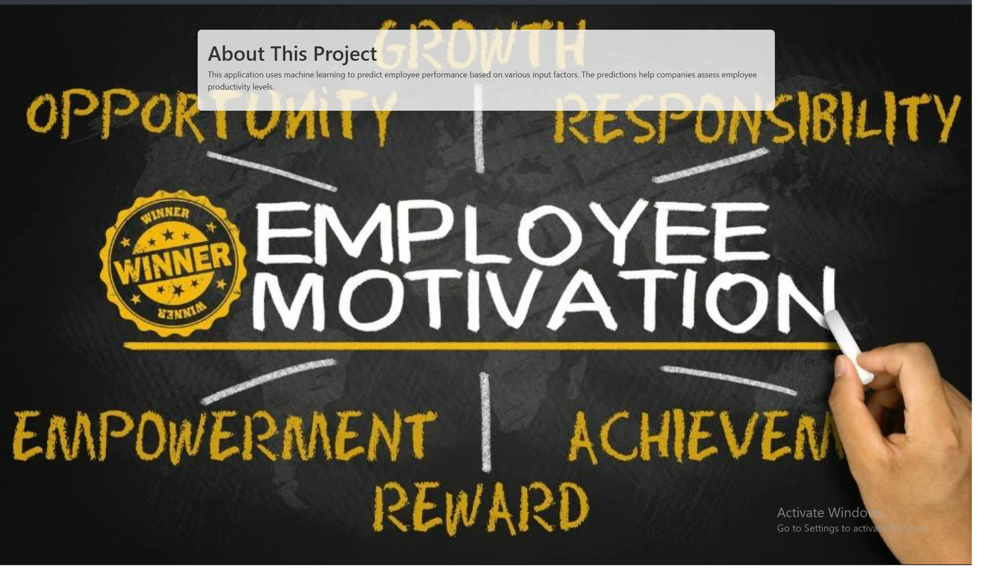 GROWTH
About This Project
This application uses machine learning to predict employee performance based on various input factors. The predictions help companies assess employee
productivity levels.
OPPORTUNITY
RESPONSIBILITY
WINNER
WINNER
WINNER
EMPLOYEE
MOTIVATION
EMPOWERMENT
ACHIEVEM
REWARD
Activate Windows
Go to Settings to activate Windows.